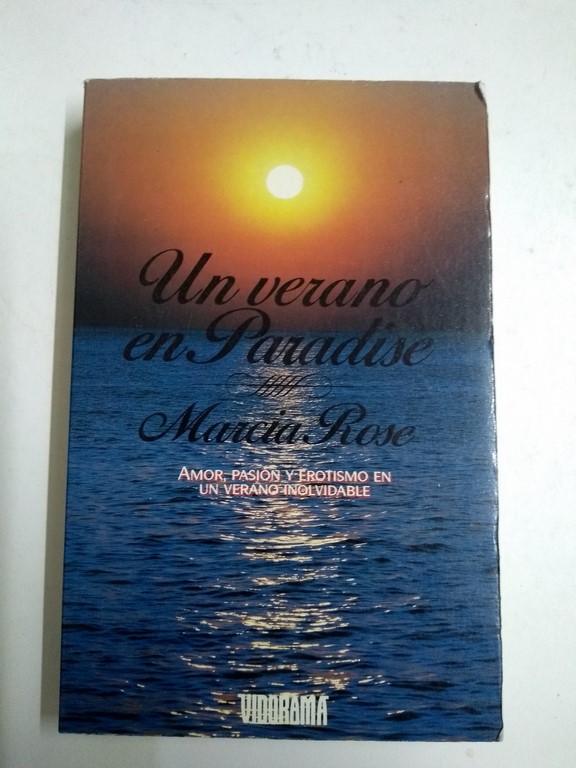 Un verano
en Paradise
Marcia Rose
AMOR, PASIÓN Y EROTISMO EN
UN VERANO INOLVIDABLE
VIDORAMA